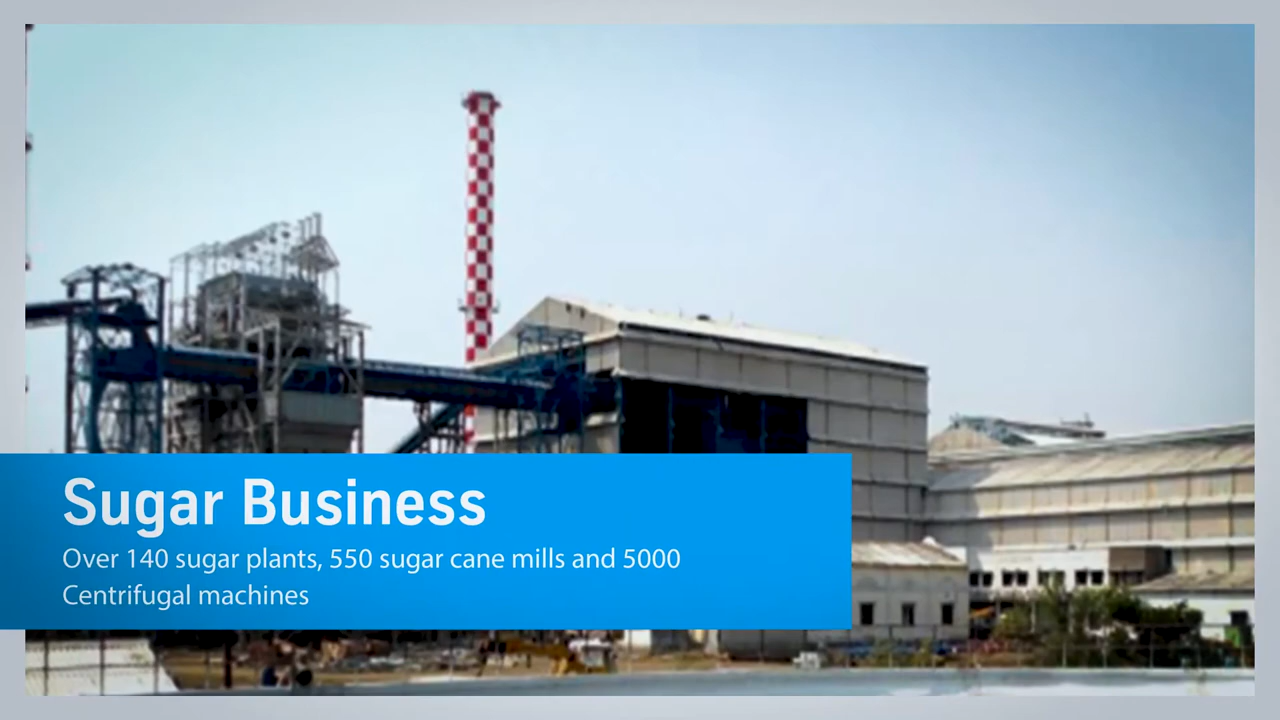 Sugar Business
Over 140 sugar plants, 550 sugar cane mills and 5000
Centrifugal machines